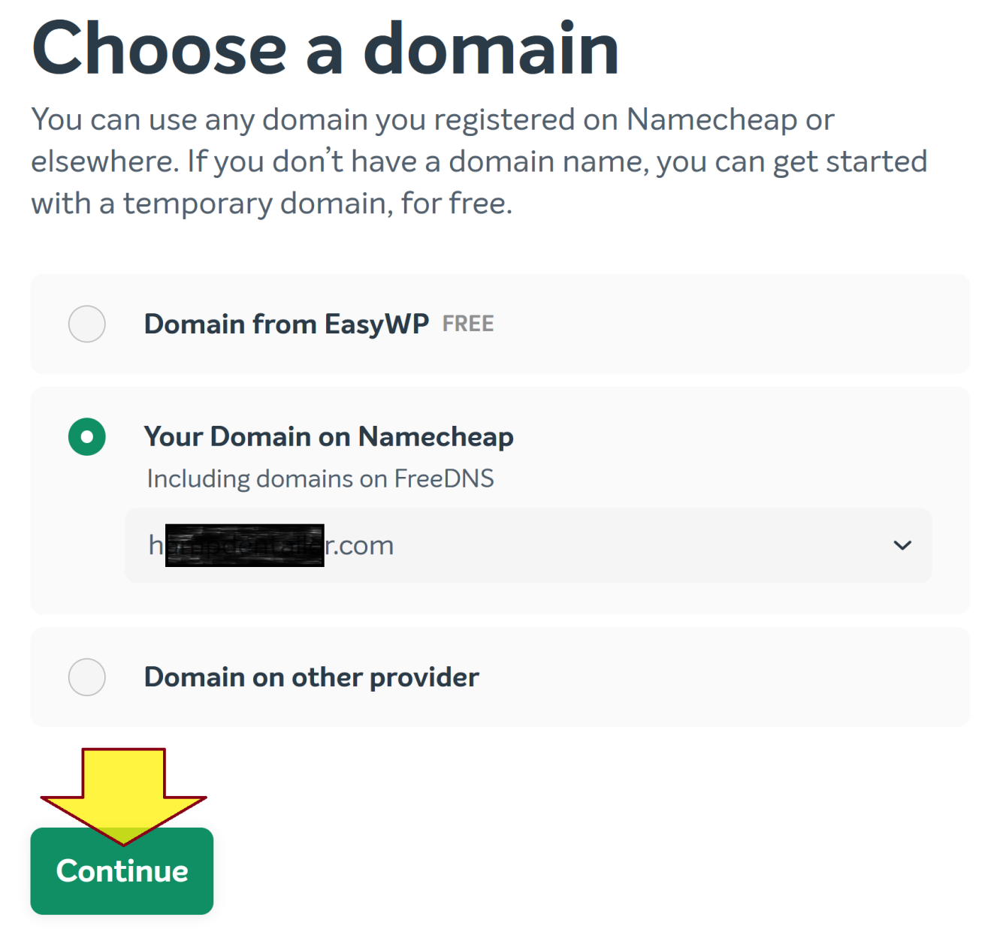 Choose a domain
You can use any domain you registered on Namecheap or
elsewhere. If you don’t have a domain name, you can get started
with a temporary domain, for free.
Domain from EasyWP FREE
Your Domain on Namecheap
Including domains on FreeDNS
Domain on other provider
Continue